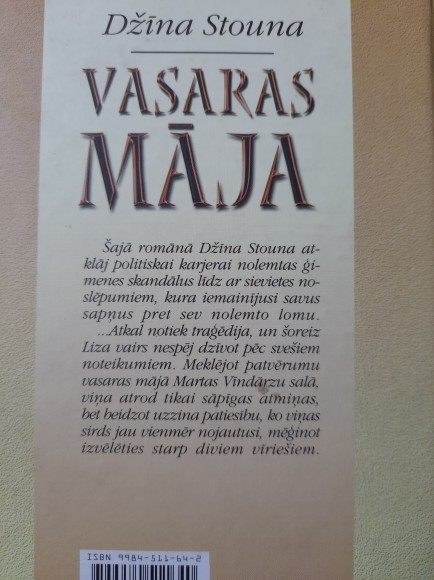 Džīna Stouna
VASARAS
MĀJA
Šajā romānā Džīna Stouna at-
klāj politiskai karjerai nolemtas ģi-
menes skandālus līdz ar sievietes no-
slēpumiem, kura iemainījusi savus
sapņus pret sev nolemto lomu.
...Atkal notiek traģēdija, un šoreiz
Liza vairs nespēj dzīvot pēc svešiem
noteikumiem. Meklējot patvērumu
vasaras mājā Martas Vīndārzu salā,
viņa atrod tikai sāpīgas atmiņas,
bet beidzot uzzina patiesību, ko viņas
sirds jau vienmēr nojautusi, mēģinot
izvēlēties starp diviem vīriešiem.
ISBN 9984-511-64-2